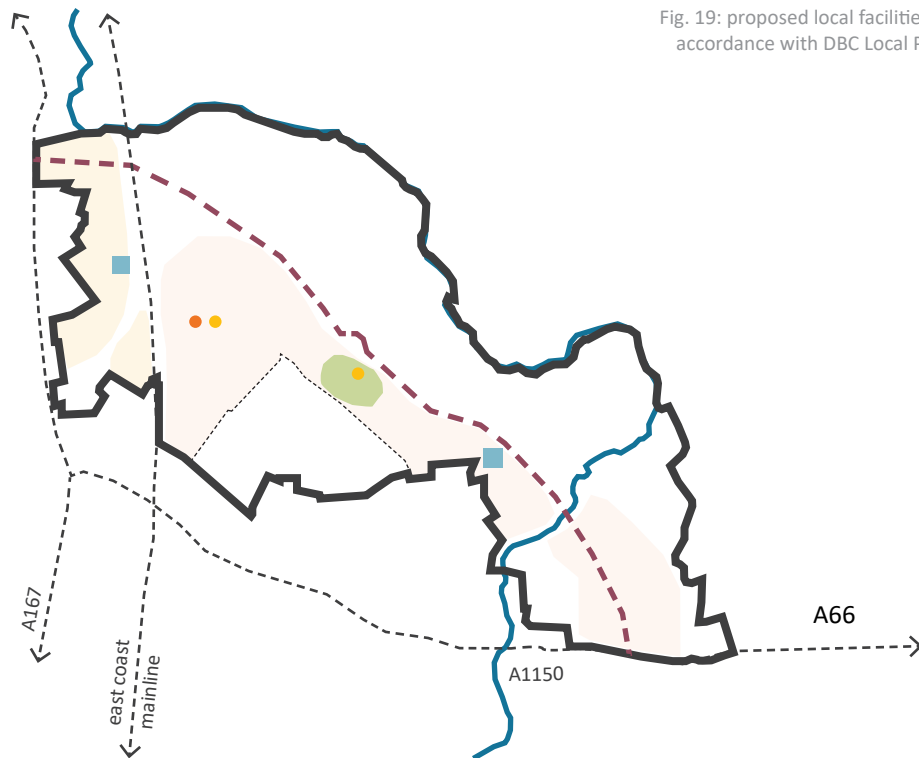 Fig. 19: proposed local facilitie
accordance with DBC Local
A66
A167
east coast
mainline
A1150